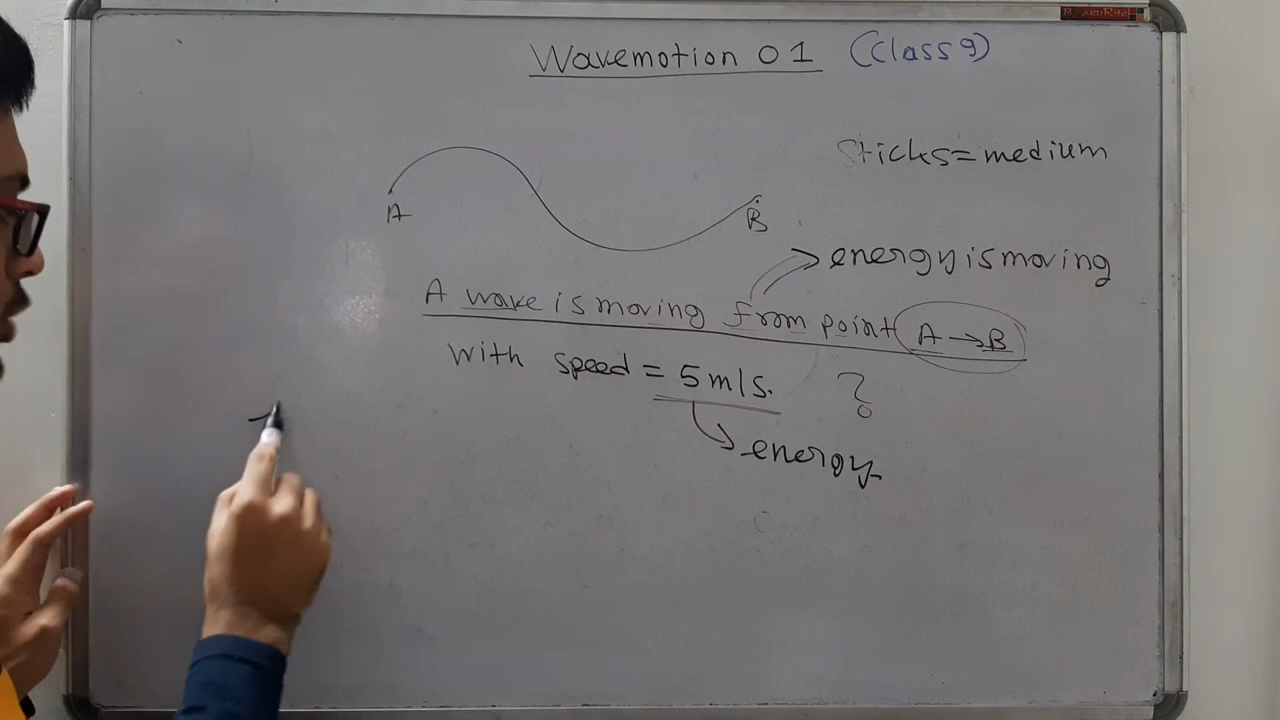 Wavemotion 01 (Class 9)
Sticks = medium
A
B
energy is moving
A wave is moving from point A → B
with speed = 5 m/s. ?
energy